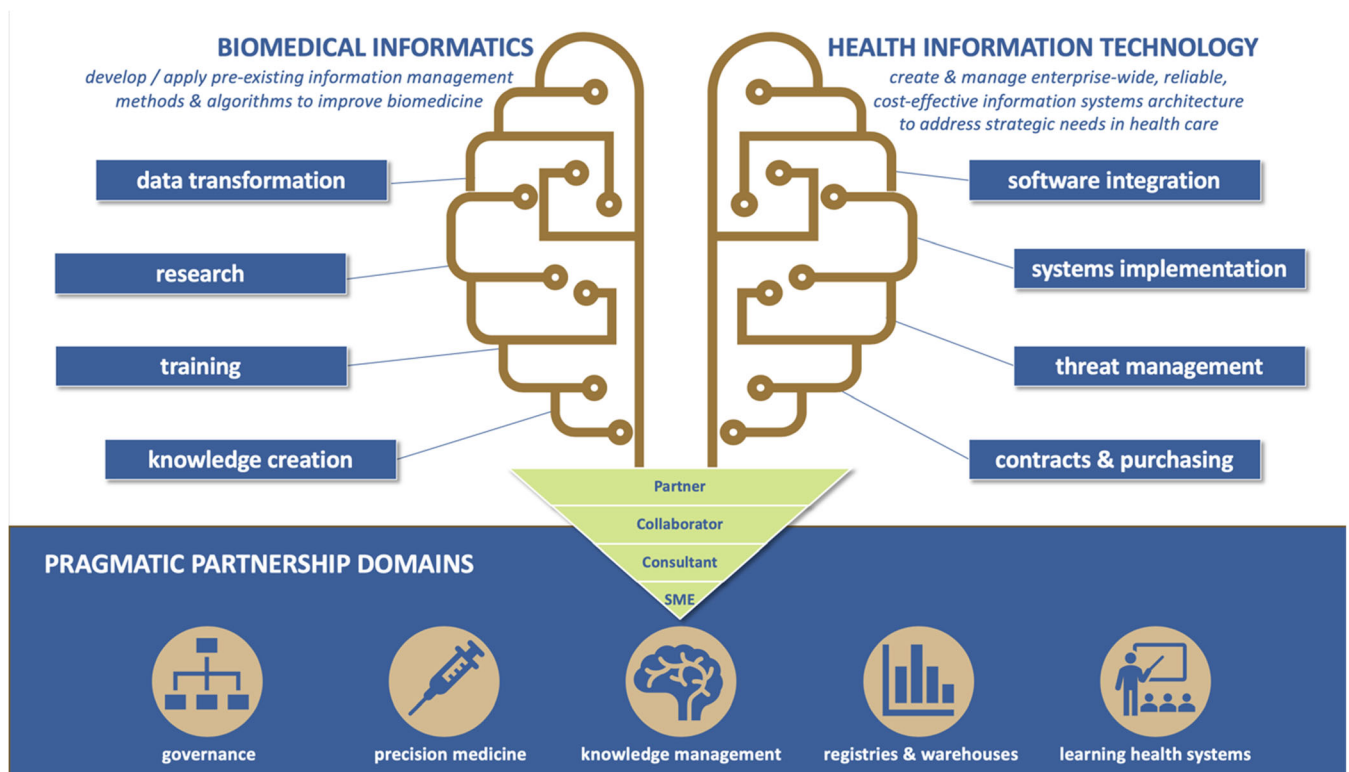 BIOMEDICAL INFORMATICS
develop / apply pre-existing information management
methods & algorithms to improve biomedicine
HEALTH INFORMATION TECHNOLOGY
create & manage enterprise-wide, reliable,
cost-effective information systems architecture
to address strategic needs in health care
data transformation
research
training
knowledge creation
software integration
systems implementation
threat management
contracts & purchasing
Partner
Collaborator
Consultant
SME
PRAGMATIC PARTNERSHIP DOMAINS
governance
precision medicine
knowledge management
registries & warehouses
learning health systems